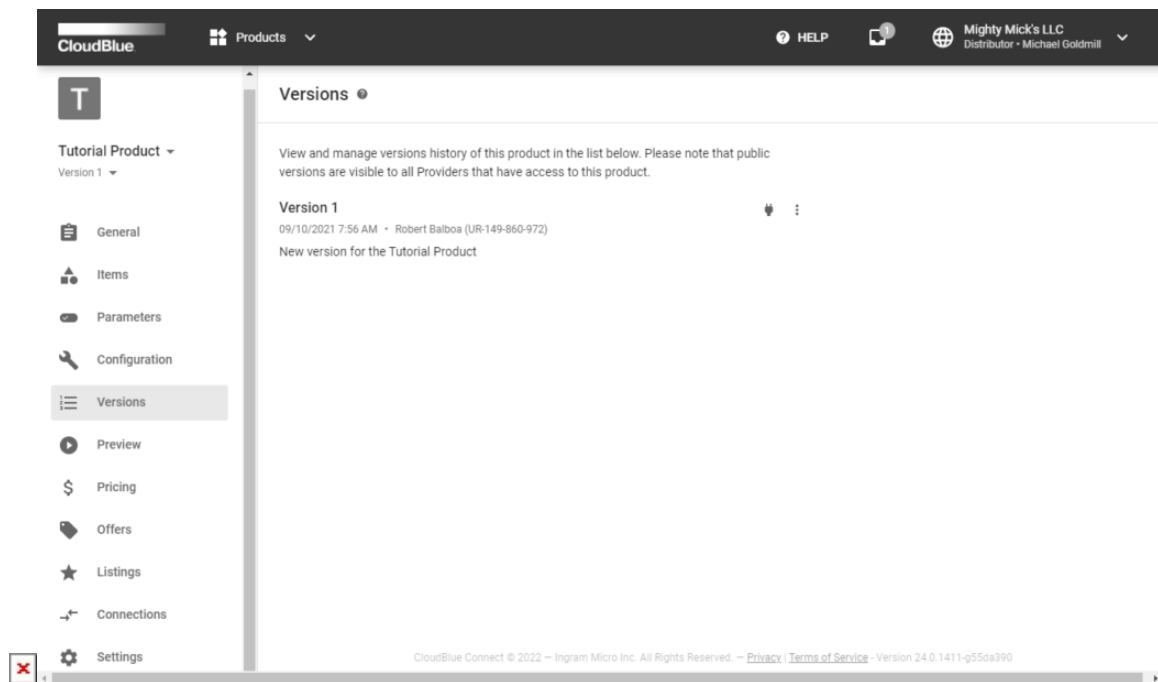 CloudBlue
Products
HELP
1
Mighty Mick's LLC
Distributor • Michael Goldmill
T
Tutorial Product
Version 1
General
Items
Parameters
Configuration
Versions
Preview
Pricing
Offers
Listings
Connections
Settings
Versions
View and manage versions history of this product in the list below. Please note that public
versions are visible to all Providers that have access to this product.
Version 1
09/10/2021 7:56 AM • Robert Balboa (UR-149-860-972)
New version for the Tutorial Product
CloudBlue Connect © 2022 — Ingram Micro Inc. All Rights Reserved. — Privacy | Terms of Service - Version 24.0.1411-g55da390